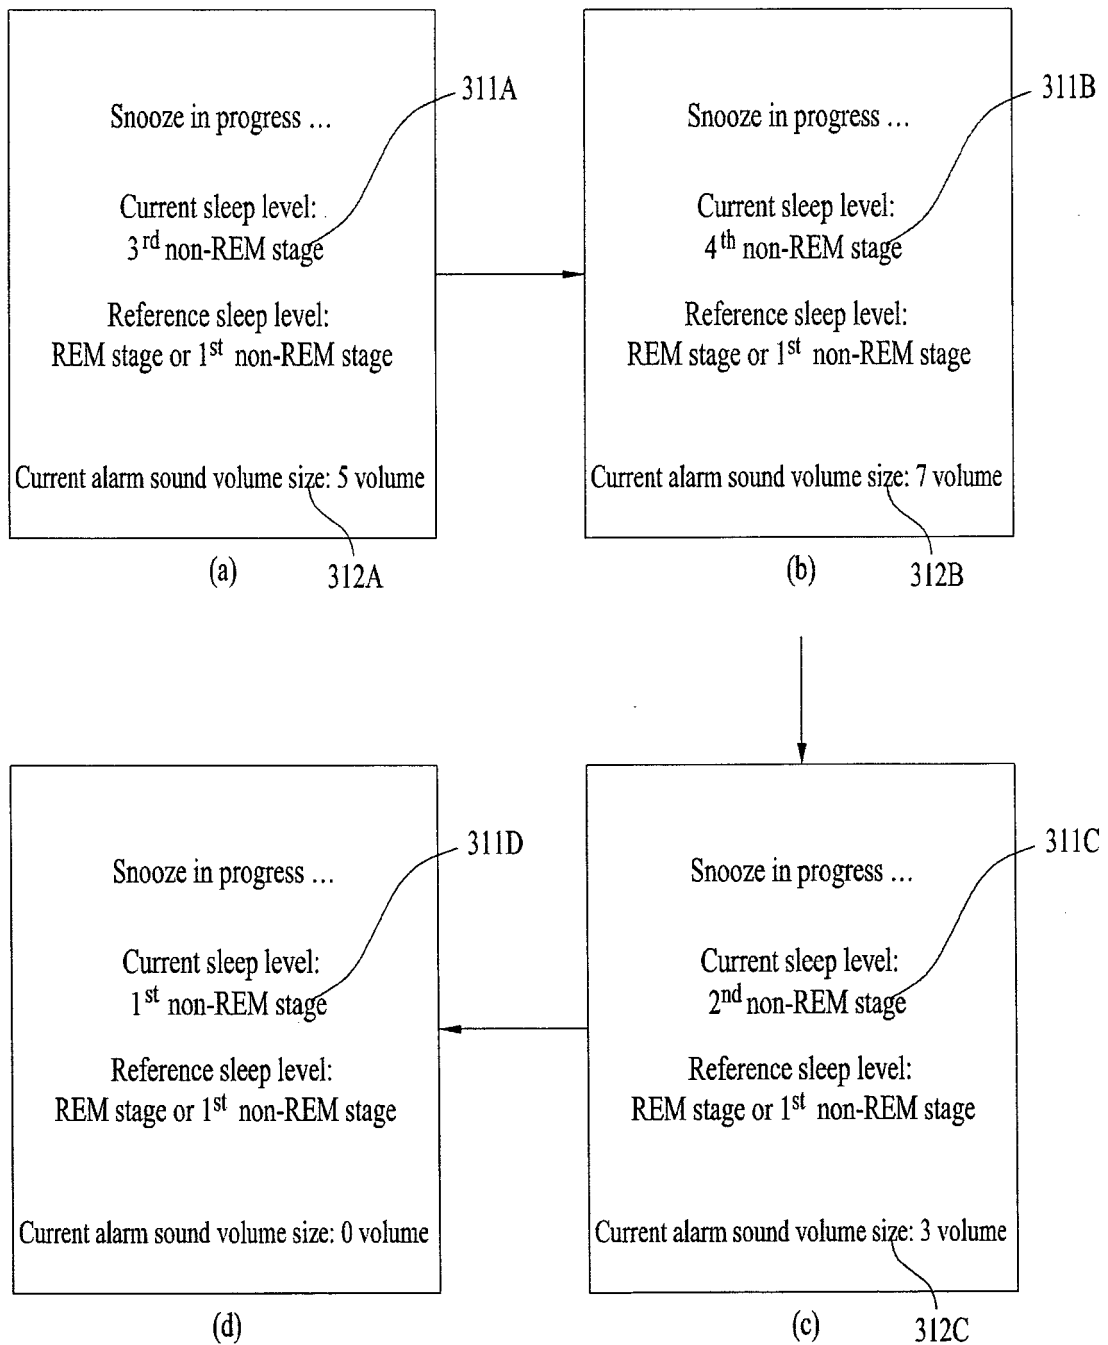 311A
Snooze in progress ...
Current sleep level:
3rd non-REM stage
Reference sleep level:
REM stage or 1st non-REM stage
Current alarm sound volume size: 5 volume
(a)
312A
311B
Snooze in progress ...
Current sleep level:
4th non-REM stage
Reference sleep level:
REM stage or 1st non-REM stage
Current alarm sound volume size: 7 volume
(b)
312B
311D
Snooze in progress ...
Current sleep level:
1st non-REM stage
Reference sleep level:
REM stage or 1st non-REM stage
Current alarm sound volume size: 0 volume
(d)
311C
Snooze in progress ...
Current sleep level:
2nd non-REM stage
Reference sleep level:
REM stage or 1st non-REM stage
Current alarm sound volume size: 3 volume
(c)
312C